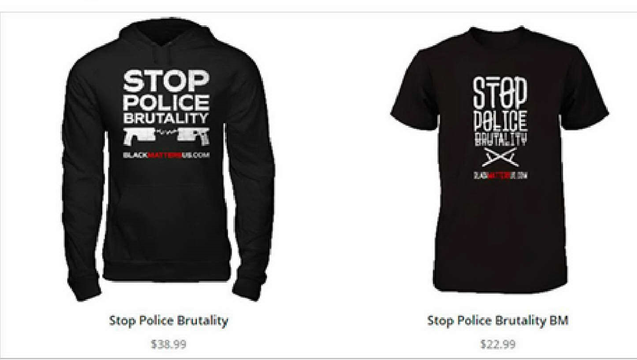 STOP
POLICE
BRUTALITY
BLACKMATTERSUS.COM
STOP
POLICE
BRUTALITY
BLACKMATTERSUS.COM
Stop Police Brutality
$38.99
Stop Police Brutality BM
$22.99